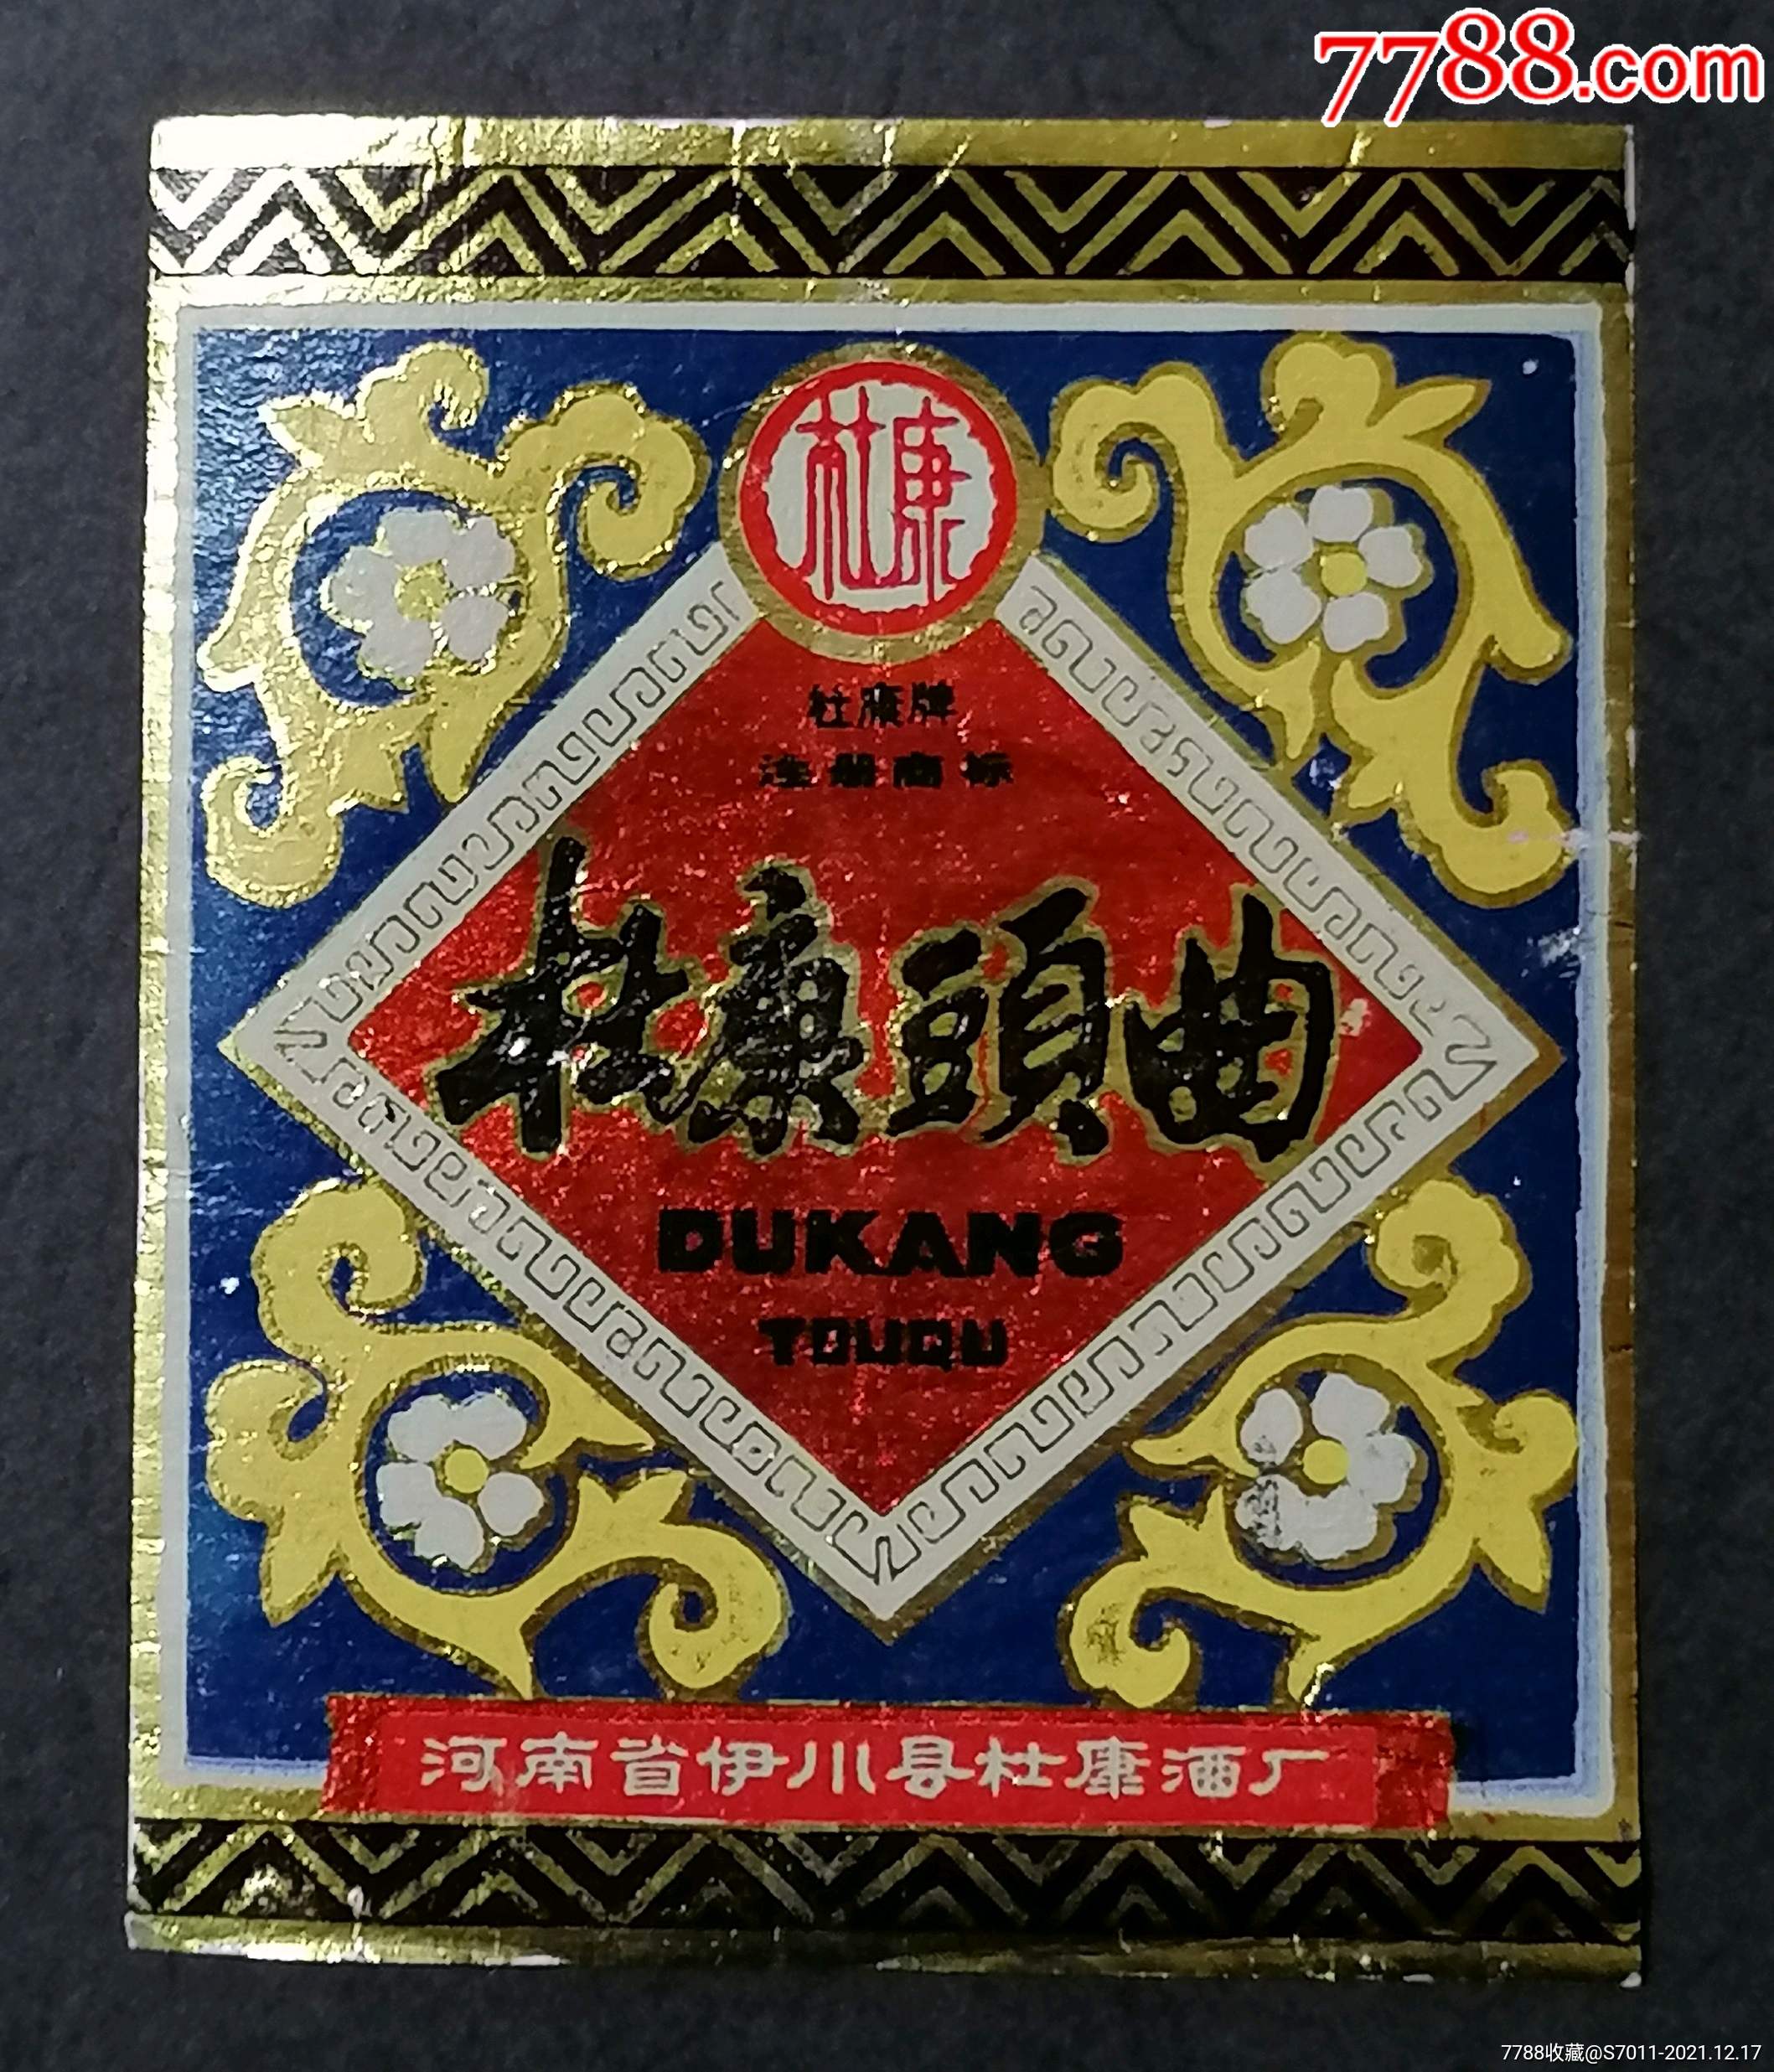 7788.com
杜康
杜康牌
注册商标
杜康頭曲
DUKANG
TOUQU
河南省伊川县杜康酒厂
7788收藏@S7011-2021.12.17